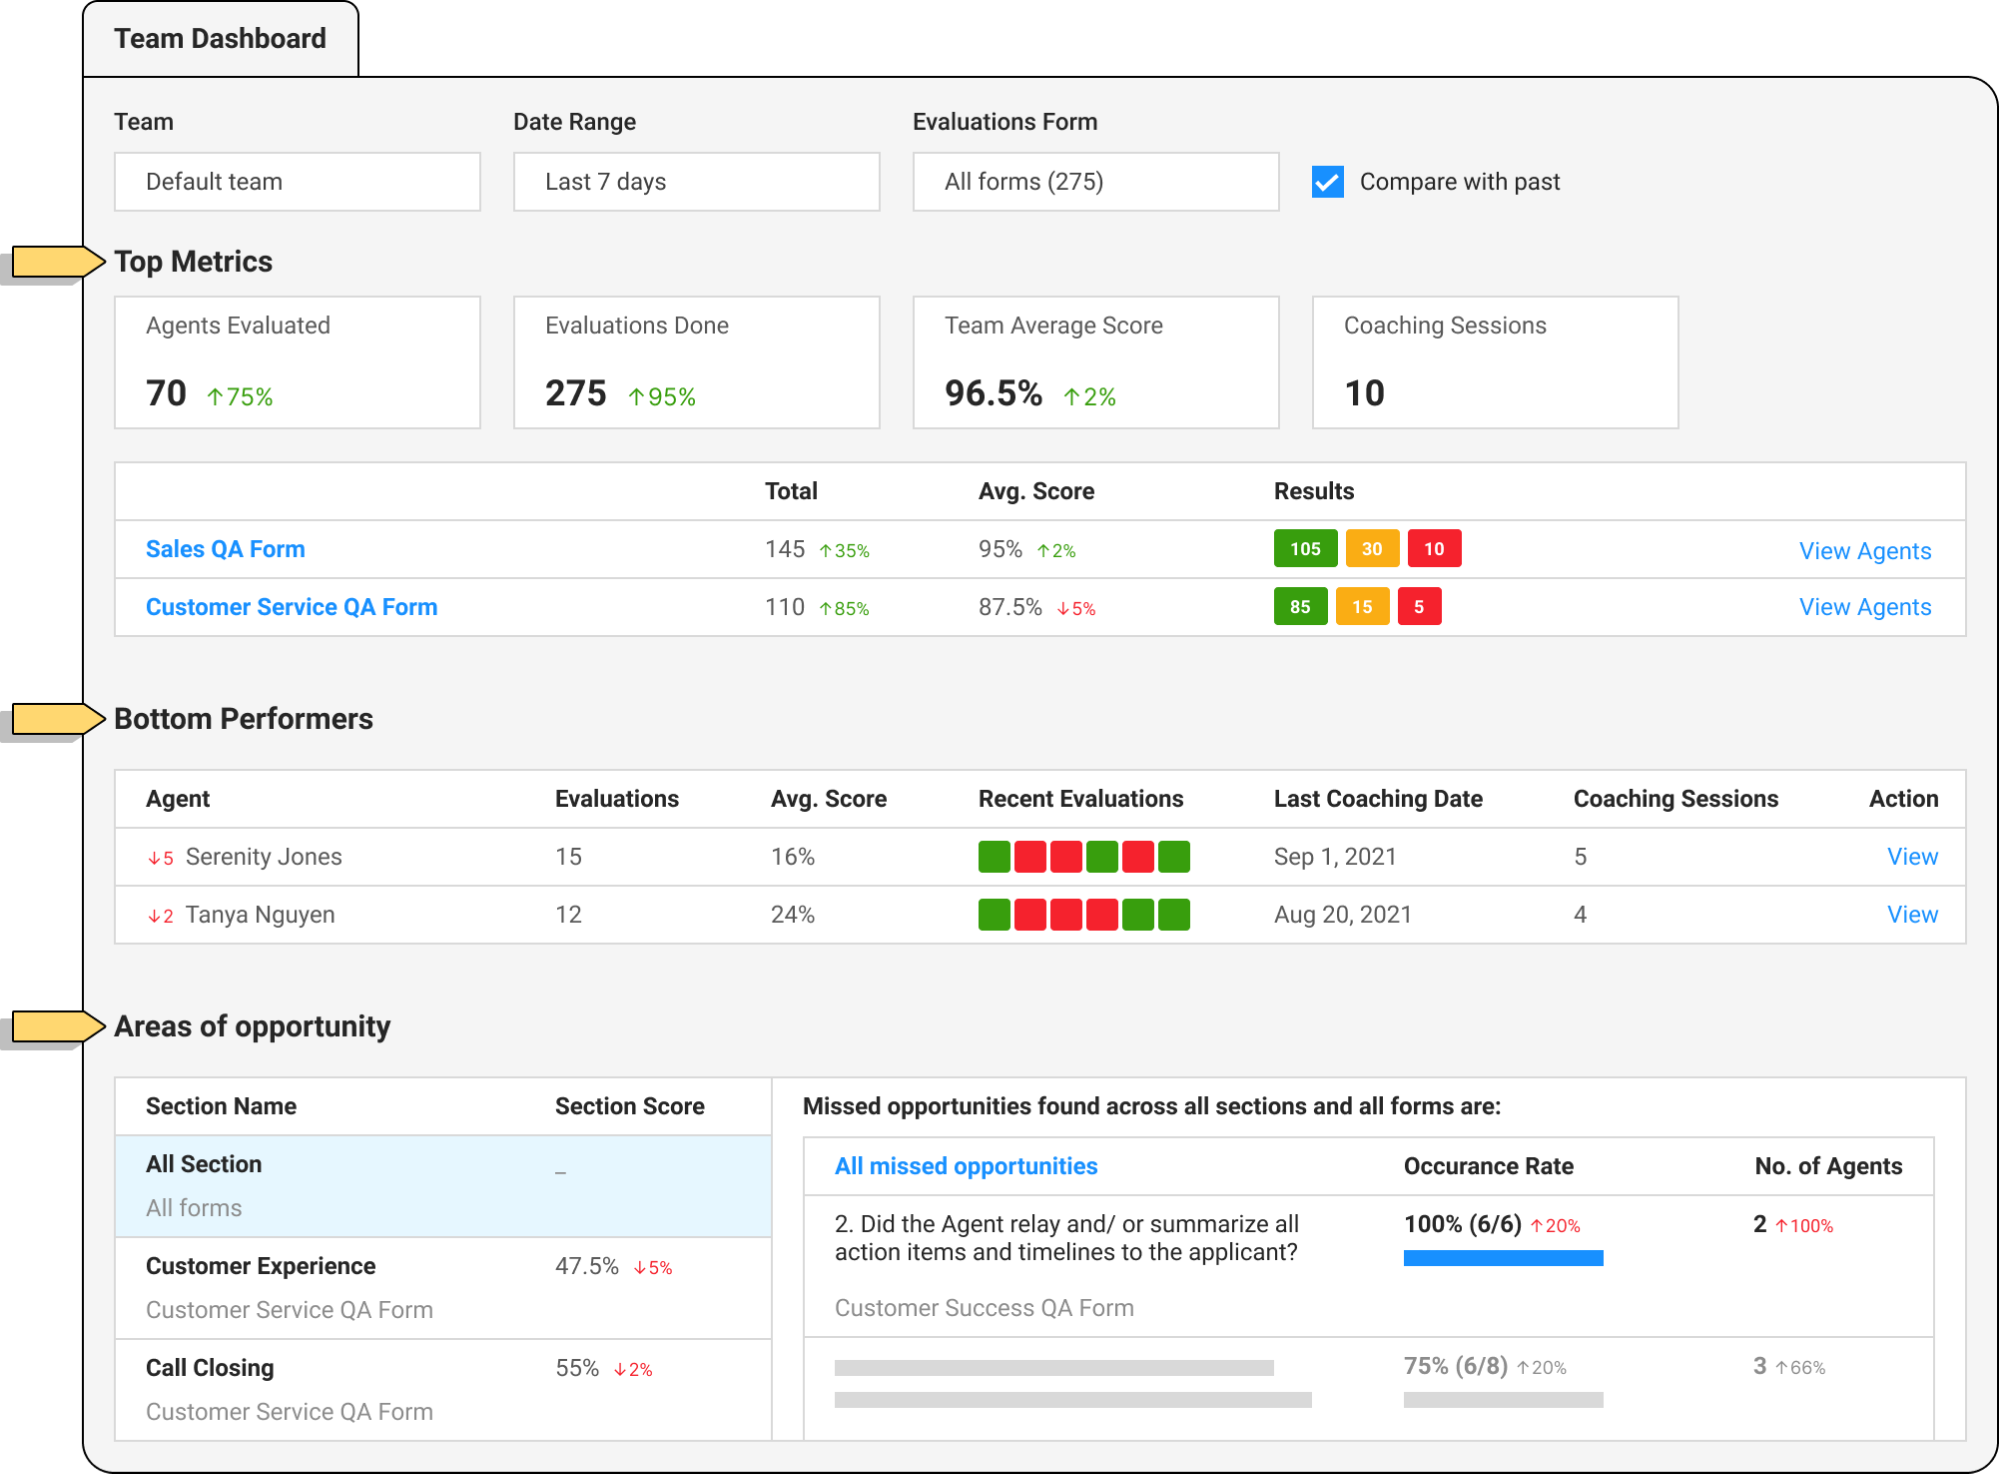 Team Dashboard
Team Date Range Evaluations Form
Default team Last 7 days All forms (275) Compare with past
Top Metrics
Agents Evaluated Evaluations Done Team Average Score Coaching Sessions
70 ↑75% 275 ↑95% 96.5% ↑2% 10
Total Avg. Score Results
Sales QA Form 145 ↑35% 95% ↑2% 105 30 10 View Agents
Customer Service QA Form 110 ↑85% 87.5% ↓5% 85 15 5 View Agents
Bottom Performers
Agent Evaluations Avg. Score Recent Evaluations Last Coaching Date Coaching Sessions Action
↓5 Serenity Jones 15 16% Sep 1, 2021 5 View
↓2 Tanya Nguyen 12 24% Aug 20, 2021 4 View
Areas of opportunity
Section Name Section Score
All Section –
All forms
Customer Experience 47.5% ↓5%
Customer Service QA Form
Call Closing 55% ↓2%
Customer Service QA Form
Missed opportunities found across all sections and all forms are:
All missed opportunities Occurance Rate No. of Agents
2. Did the Agent relay and/ or summarize all 100% (6/6) ↑20% 2 ↑100%
action items and timelines to the applicant?
Customer Success QA Form
75% (6/8) ↑20% 3 ↑66%